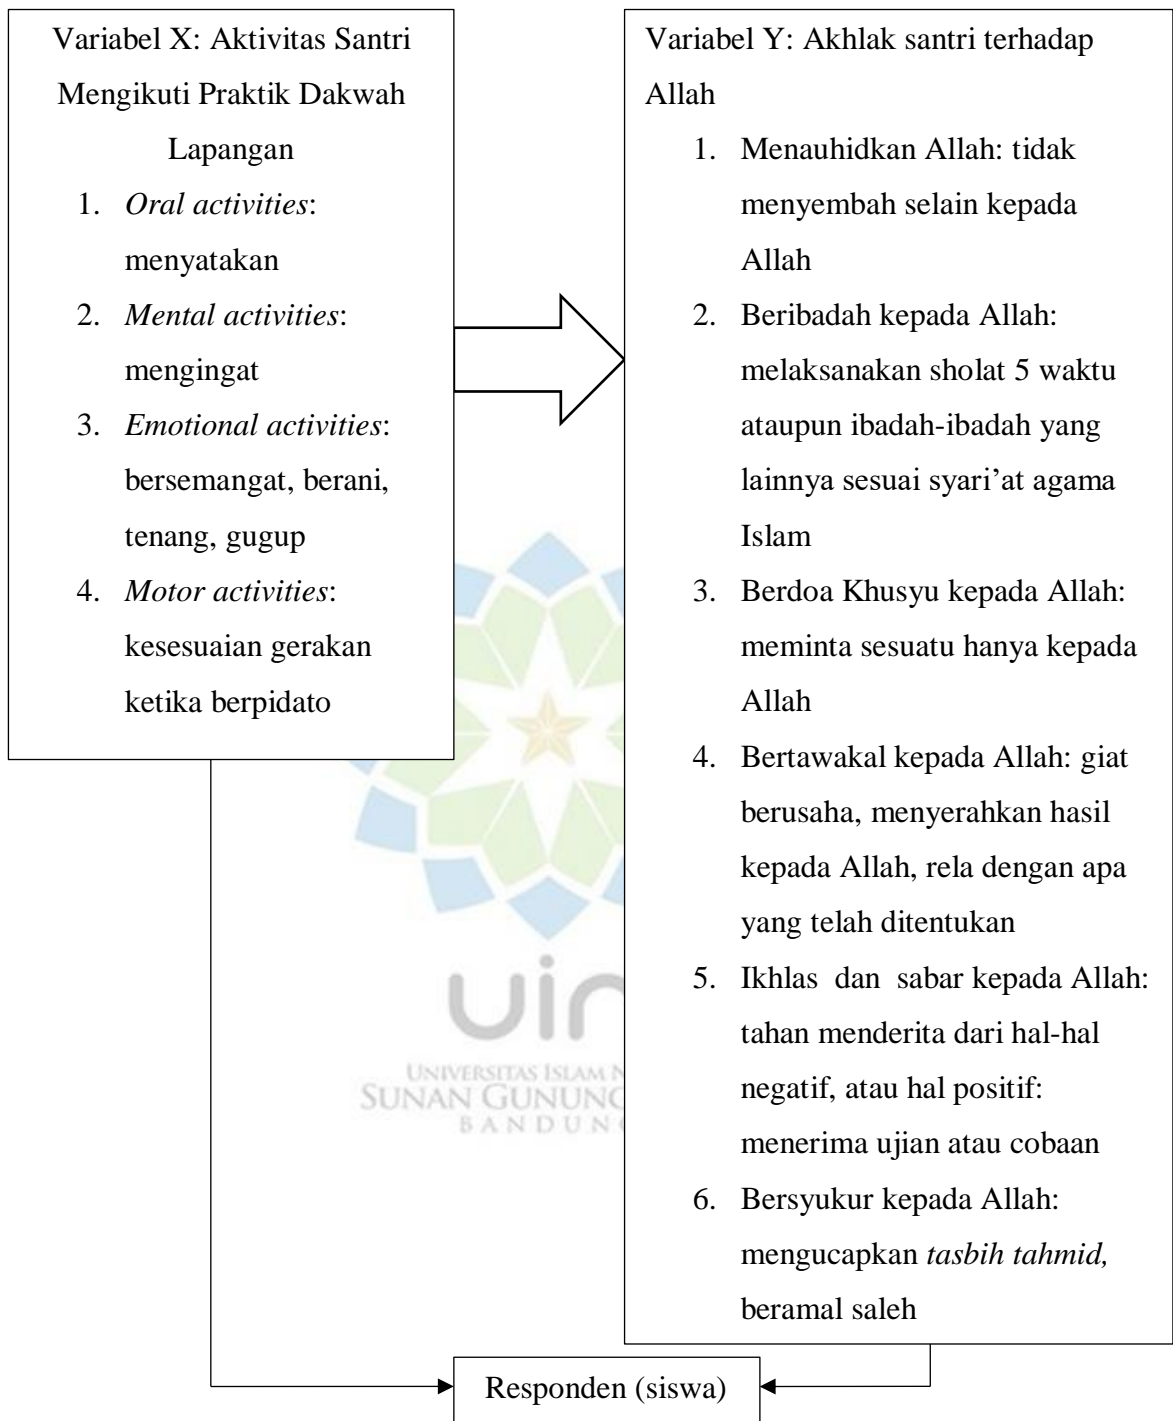 Variabel X: Aktivitas Santri
Mengikuti Praktik Dakwah
Lapangan
1. Oral activities:
menyatakan
2. Mental activities:
mengingat
3. Emotional activities:
bersemangat, berani,
tenang, gugup
4. Motor activities:
kesesuaian gerakan
ketika berpidato
Variabel Y: Akhlak santri terhadap
Allah
1. Menauhidkan Allah: tidak
menyembah selain kepada
Allah
2. Beribadah kepada Allah:
melaksanakan sholat 5 waktu
ataupun ibadah-ibadah yang
lainnya sesuai syari’at agama
Islam
3. Berdoa Khusyu kepada Allah:
meminta sesuatu hanya kepada
Allah
4. Bertawakal kepada Allah: giat
berusaha, menyerahkan hasil
kepada Allah, rela dengan apa
yang telah ditentukan
5. Ikhlas dan sabar kepada Allah:
tahan menderita dari hal-hal
negatif, atau hal positif:
menerima ujian atau cobaan
6. Bersyukur kepada Allah:
mengucapkan tasbih tahmid,
beramal saleh
UNIVERSITAS ISLAM
SUNAN
Responden (siswa)